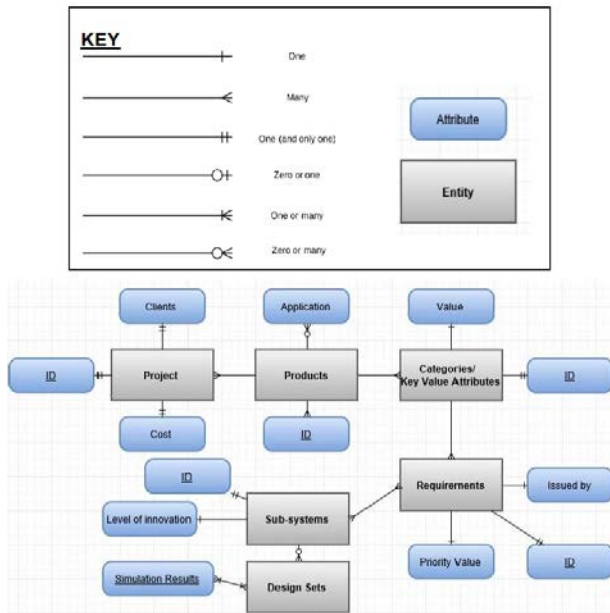 KEY
One
Many
One (and only one)
Zero or one
One or many
Zero or many
Attribute
Entity
Clients
Application
Value
ID
Project
Products
Categories/
Key Value Attributes
ID
Cost
ID
ID
Requirements
Issued by
Level of innovation
Sub-systems
Simulation Results
Design Sets
Priority Value
ID